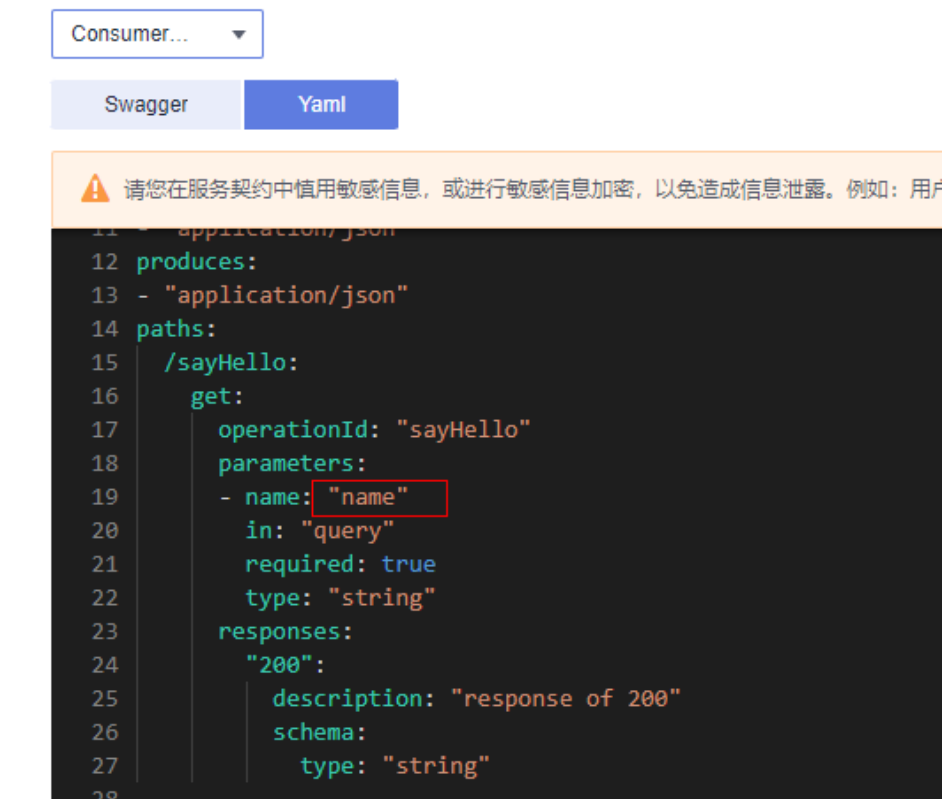 Consumer...
Swagger Yaml
请您在服务契约中慎用敏感信息，或进行敏感信息加密，以免造成信息泄露。例如：用户
11 - "application/json"
12 produces:
13 - "application/json"
14 paths:
15 /sayHello:
16 get:
17 operationId: "sayHello"
18 parameters:
19 - name: "name"
20 in: "query"
21 required: true
22 type: "string"
23 responses:
24 "200":
25 description: "response of 200"
26 schema:
27 type: "string"
28